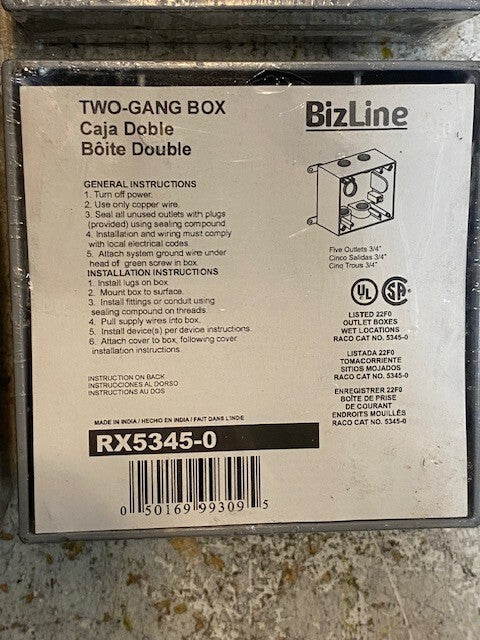 TWO-GANG BOX
Caja Doble
Bôite Double
BizLine
GENERAL INSTRUCTIONS
1. Turn off power.
2. Use only copper wire.
3. Seal all unused outlets with plugs
(provided) using sealing compound
4. Installation and wiring must comply
with local electrical codes.
5. Attach system ground wire under
head of green screw in box.
INSTALLATION INSTRUCTIONS
1. Install lugs on box.
2. Mount box to surface.
3. Install fittings or conduit using
sealing compound on threads.
4. Pull supply wires into box.
5. Install device(s) per device instructions.
6. Attach cover to box, following cover
installation instructions.
Five Outlets 3/4"
Cinco Salidas 3/4"
Cinq Trous 3/4"
UL SA
LISTED 22F0
OUTLET BOXES
WET LOCATIONS
RACO CAT NO. 5345-0
LISTADA 22F0
TOMACORRIENTE
SITIOS MOJADOS
RACO CAT NO. 5345-0
ENREGISTRER 22F0
BOÎTE DE PRISE
DE COURANT
ENDROITS MOUILLÉS
RACO CAT NO. 5345-0
INSTRUCTION ON BACK
INSTRUCCIONES AL DORSO
INSTRUCTIONS AU DOS
MADE IN INDIA / HECHO EN INDIA / FAIT DANS L'INDE
RX5345-0
0 50169 99309 5